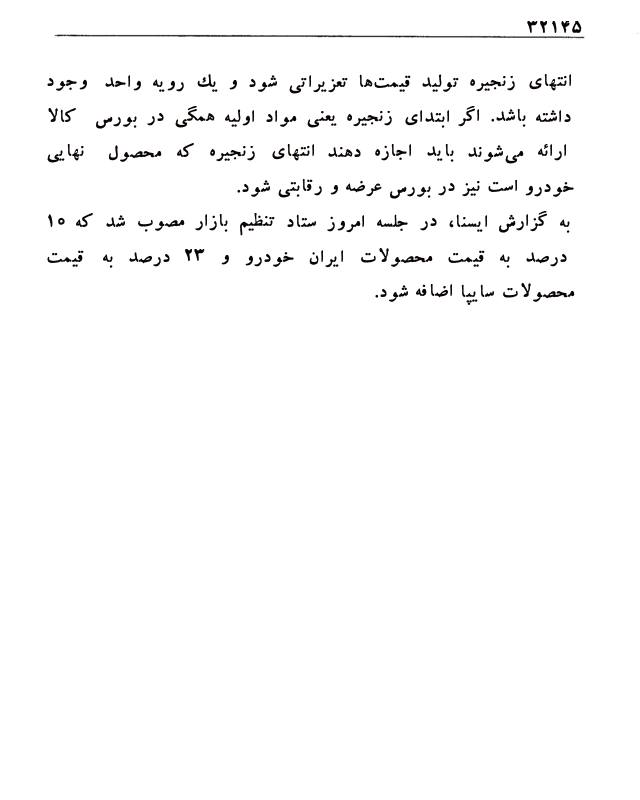 ۳۲۱۴۵
انتهای زنجیره تولید قیمت‌ها تعزیراتی شود و یك رویه واحد وجود
داشته باشد. اگر ابتدای زنجیره یعنی مواد اولیه همگی در بورس کالا
ارائه می‌شوند باید اجازه دهند انتهای زنجیره که محصول نهایی
خودرو است نیز در بورس عرضه و رقابتی شود.
به گزارش ایسنا، در جلسه امروز ستاد تنظیم بازار مصوب شد که ۱۵
درصد به قیمت محصولات ایران خودرو و ۲۳ درصد به قیمت
محصولات سایپا اضافه شود.